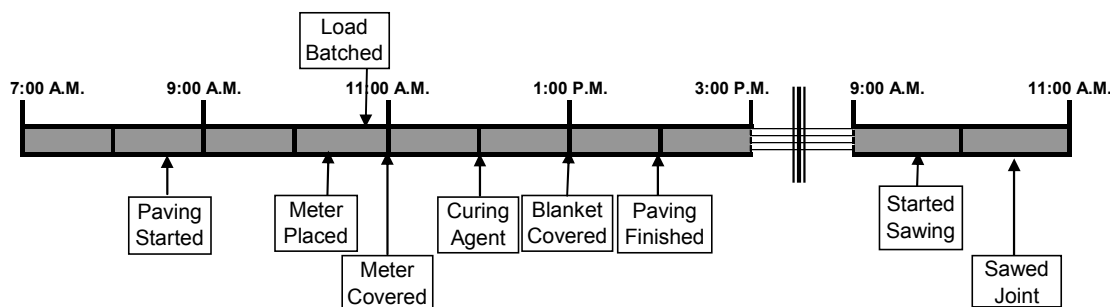 Load
Batched
7:00 A.M. 9:00 A.M. 11:00 A.M. 1:00 P.M. 3:00 P.M. 9:00 A.M. 11:00 A.M.
Paving
Started
Meter
Placed
Meter
Covered
Curing
Agent
Blanket
Covered
Paving
Finished
Started
Sawing
Sawed
Joint